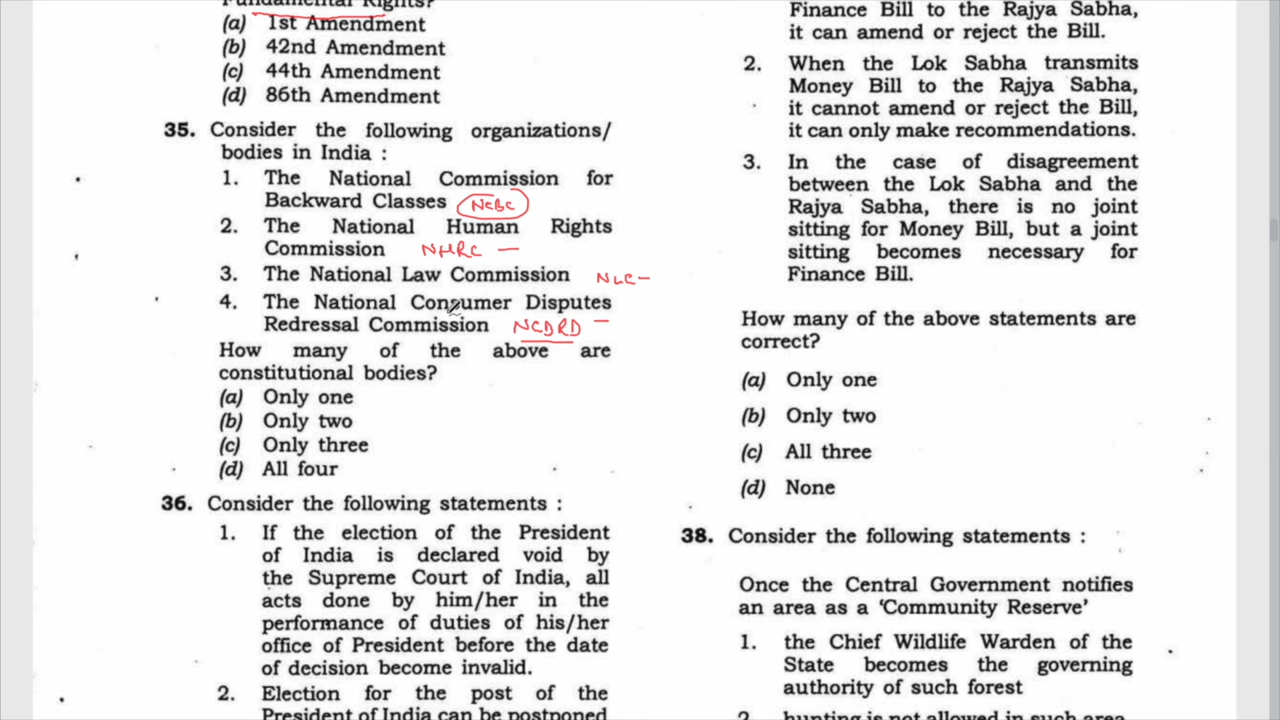 Fundamental Rights?
(a) 1st Amendment
(b) 42nd Amendment
(c) 44th Amendment
(d) 86th Amendment
35. Consider the following organizations/
bodies in India :
1. The National Commission for
Backward Classes NCBC
2. The National Human Rights
Commission NHRC —
3. The National Law Commission NLC —
4. The National Consumer Disputes
Redressal Commission NCDRD —
How many of the above are
constitutional bodies?
(a) Only one
(b) Only two
(c) Only three
(d) All four
36. Consider the following statements :
1. If the election of the President
of India is declared void by
the Supreme Court of India, all
acts done by him/her in the
performance of duties of his/her
office of President before the date
of decision become invalid.
2. Election for the post of the
President of India can be postponed
Finance Bill to the Rajya Sabha,
it can amend or reject the Bill.
2. When the Lok Sabha transmits
Money Bill to the Rajya Sabha,
it cannot amend or reject the Bill,
it can only make recommendations.
3. In the case of disagreement
between the Lok Sabha and the
Rajya Sabha, there is no joint
sitting for Money Bill, but a joint
sitting becomes necessary for
Finance Bill.
How many of the above statements are
correct?
(a) Only one
(b) Only two
(c) All three
(d) None
38. Consider the following statements :
Once the Central Government notifies
an area as a ‘Community Reserve’
1. the Chief Wildlife Warden of the
State becomes the governing
authority of such forest
2. hunting is not allowed in such area